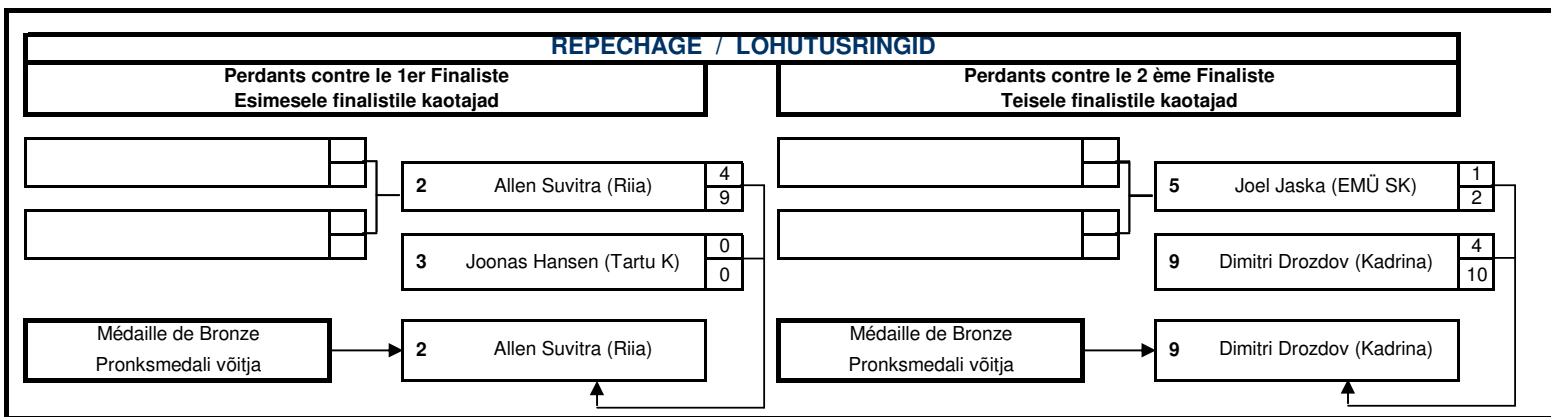 REPECHAGE / LOHUTUSRINGID
Perdants contre le 1er Finaliste
Esimesele finalistile kaotajad
Perdants contre le 2 ème Finaliste
Teisele finalistile kaotajad
2 Allen Suvitra (Riia) 4
9
3 Joonas Hansen (Tartu K) 0
0
Médaille de Bronze
Pronksmedali võitja
2 Allen Suvitra (Riia)
5 Joel Jaska (EMÜ SK) 1
2
9 Dimitri Drozdov (Kadrina) 4
10
Médaille de Bronze
Pronksmedali võitja
9 Dimitri Drozdov (Kadrina)